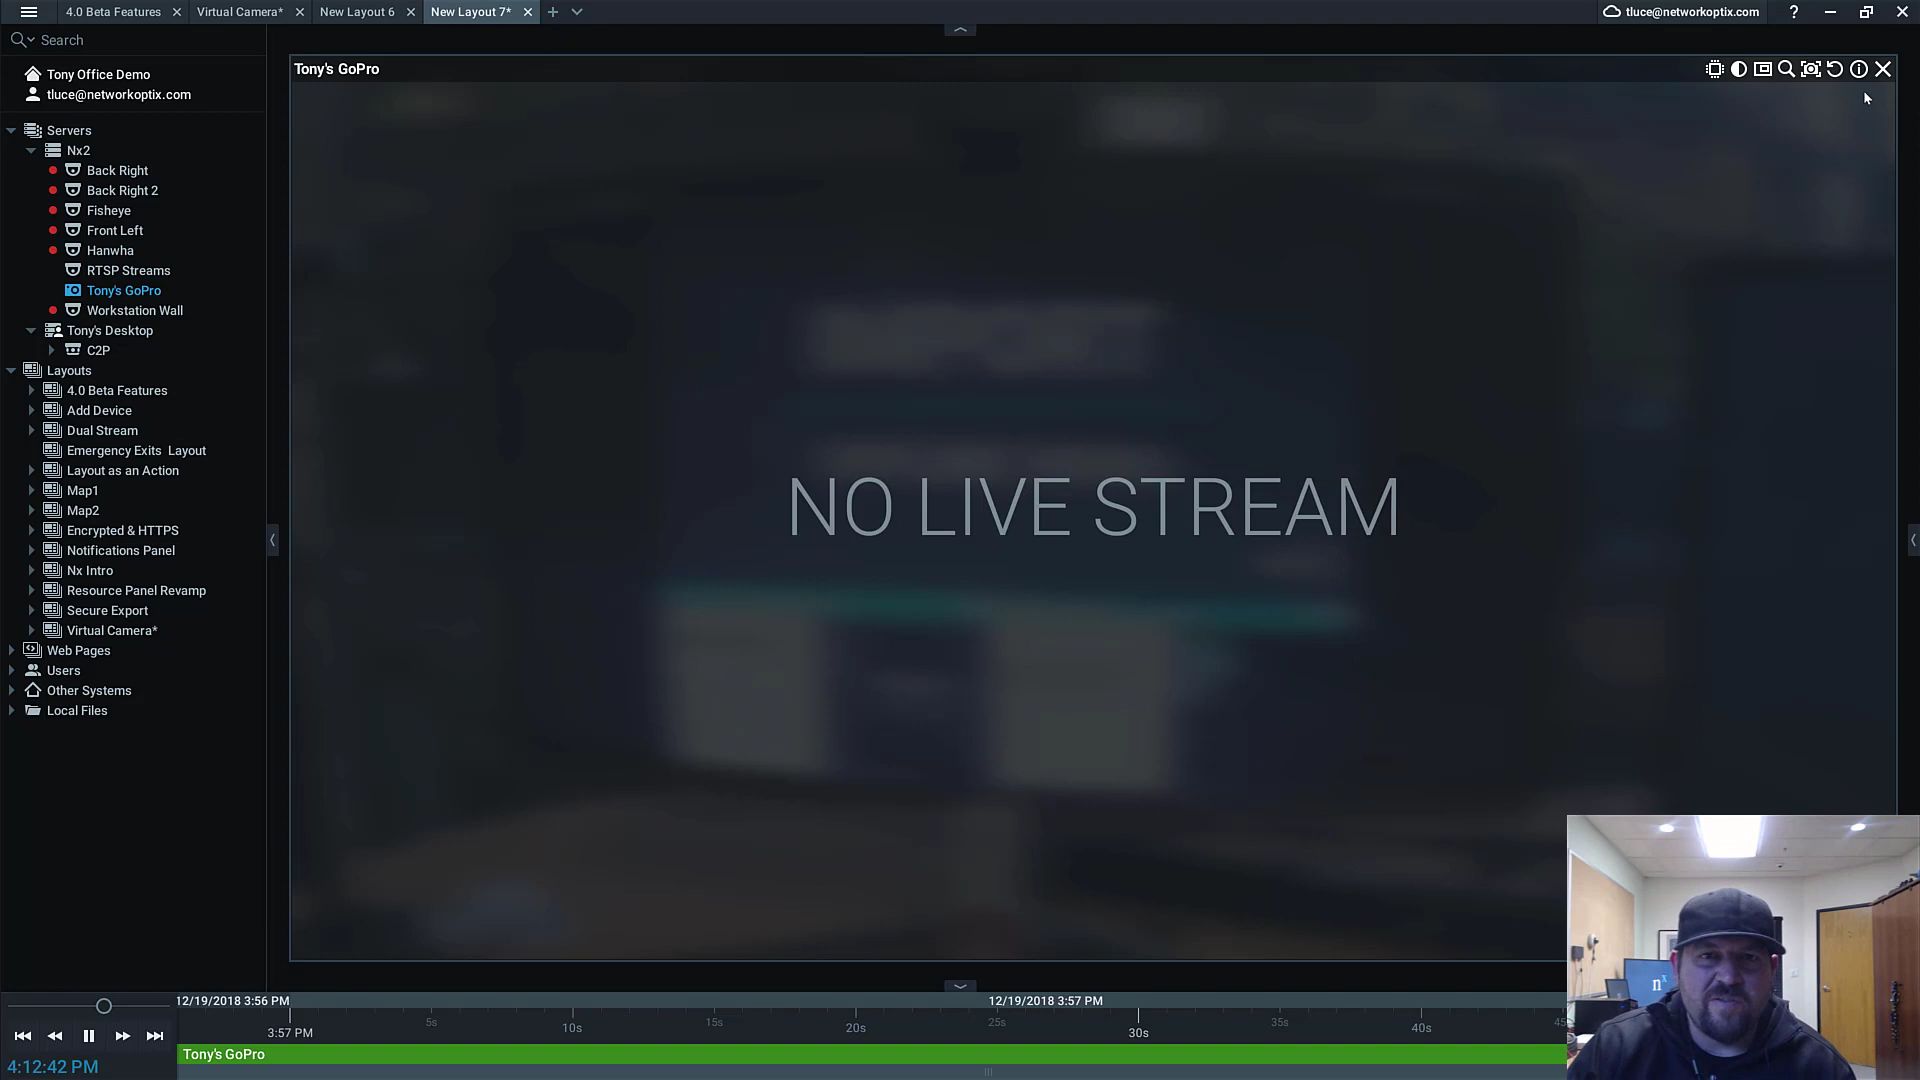 4.0 Beta Features
Virtual Camera*
New Layout 6
New Layout 7*
tluce@networkoptix.com
?
Search
Tony Office Demo
tluce@networkoptix.com
Servers
Nx2
Back Right
Back Right 2
Fisheye
Front Left
Hanwha
RTSP Streams
Tony's GoPro
Workstation Wall
Tony's Desktop
C2P
Layouts
4.0 Beta Features
Add Device
Dual Stream
Emergency Exits Layout
Layout as an Action
Map1
Map2
Encrypted & HTTPS
Notifications Panel
Nx Intro
Resource Panel Revamp
Secure Export
Virtual Camera*
Web Pages
Users
Other Systems
Local Files
Tony's GoPro
NO LIVE STREAM
12/19/2018 3:56 PM
12/19/2018 3:57 PM
3:57 PM
5s
10s
15s
20s
25s
30s
35s
40s
45
Tony's GoPro
4:12:42 PM
nx